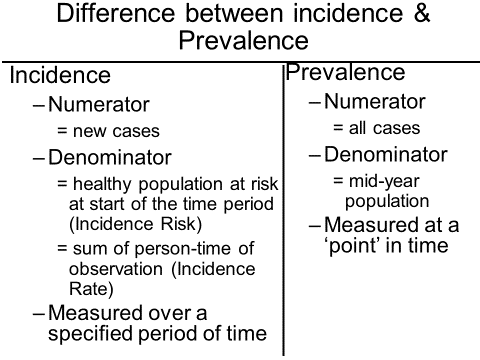 Difference between incidence &
Prevalence
Incidence
–Numerator
= new cases
–Denominator
= healthy population at risk
at start of the time period
(Incidence Risk)
= sum of person-time of
observation (Incidence
Rate)
–Measured over a
specified period of time
Prevalence
–Numerator
= all cases
–Denominator
= mid-year
population
–Measured at a
‘point’ in time